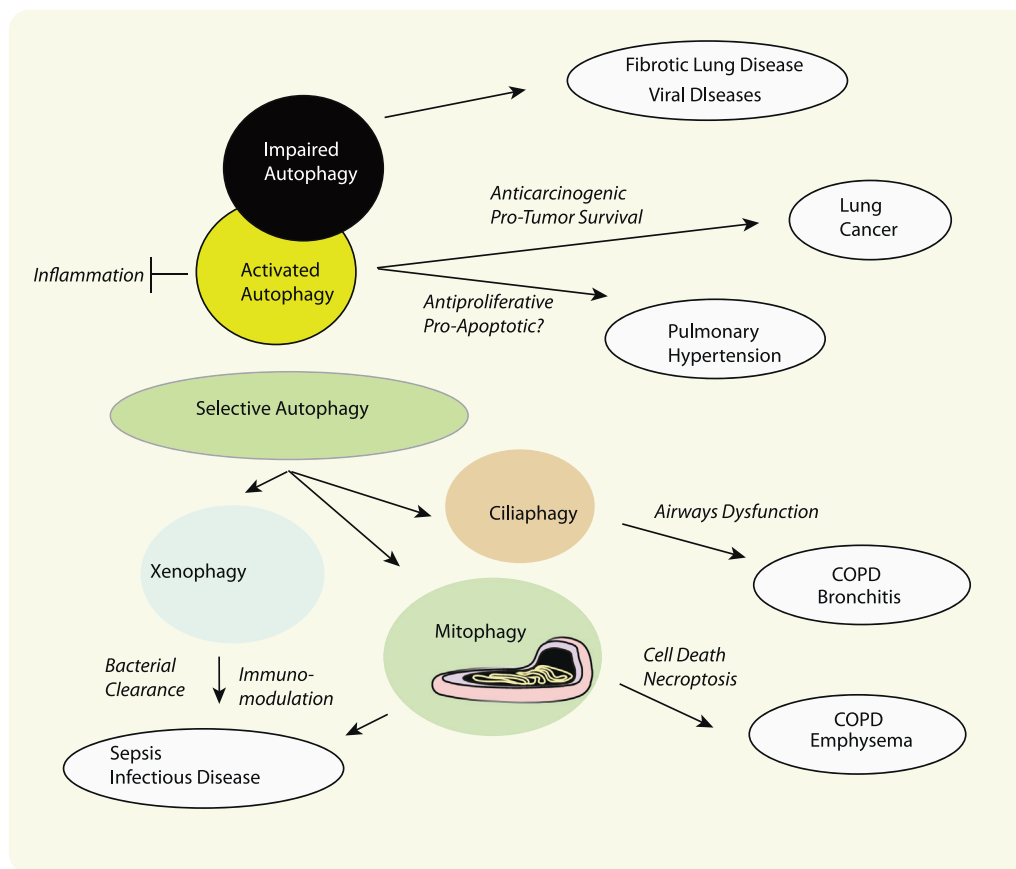 Fibrotic Lung Disease
Viral DIseases
Impaired
Autophagy
Anticarcinogenic
Pro-Tumor Survival
Lung
Cancer
Inflammation
Activated
Autophagy
Antiproliferative
Pro-Apoptotic?
Pulmonary
Hypertension
Selective Autophagy
Ciliaphagy
Airways Dysfunction
Xenophagy
COPD
Bronchitis
Mitophagy
Bacterial
Clearance
Immuno-
modulation
Cell Death
Necroptosis
COPD
Emphysema
Sepsis
Infectious Disease